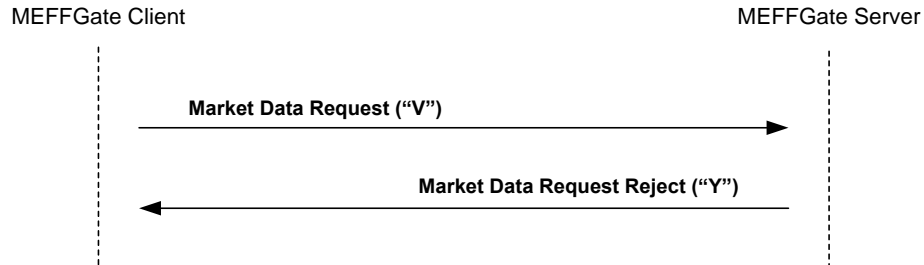 MEFFGate Client
MEFFGate Server
Market Data Request (“V”)
Market Data Request Reject (“Y”)